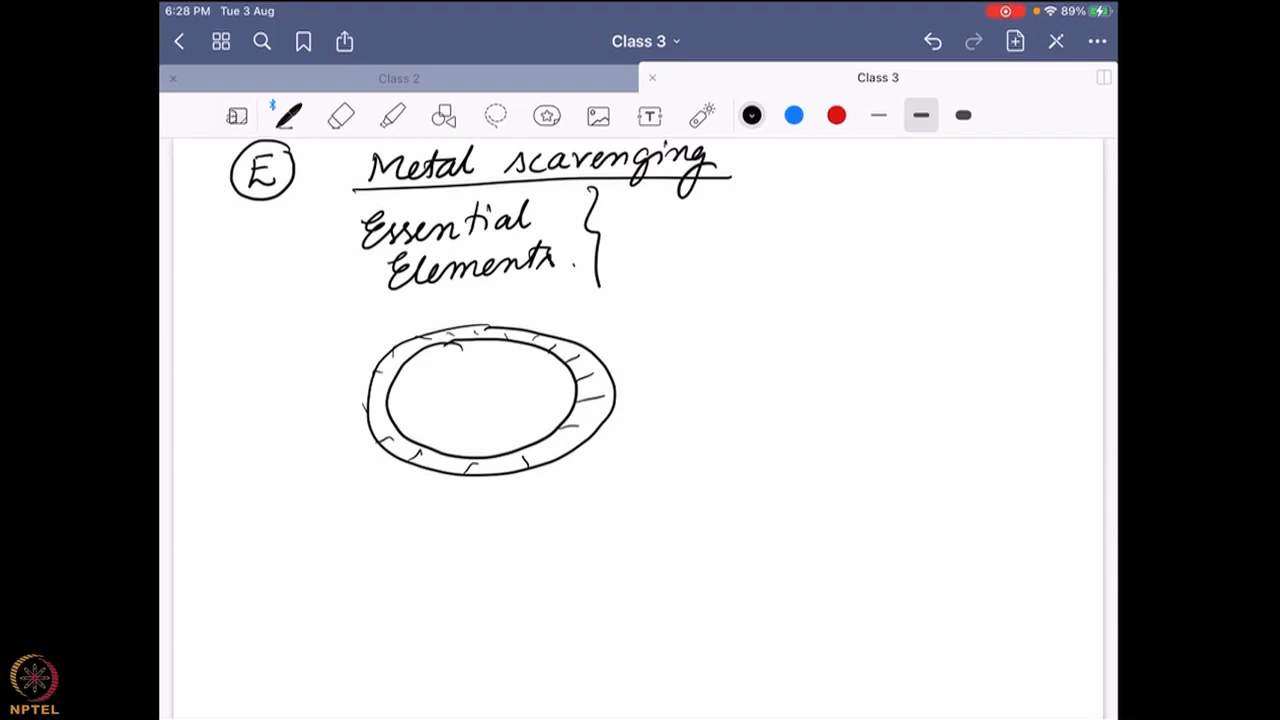 6:28 PM Tue 3 Aug
89%
Class 3
Class 2
Class 3
T
E Metal scavenging
Essential
Elements.
NPTEL